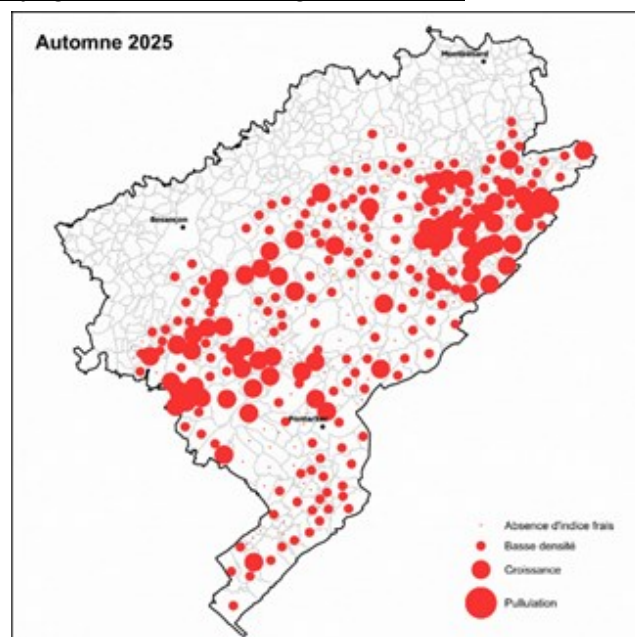 Automne 2025
Montbéliard
Besançon
Pontarlier
Absence d'indice frais
Basse densité
Croissance
Pullulation